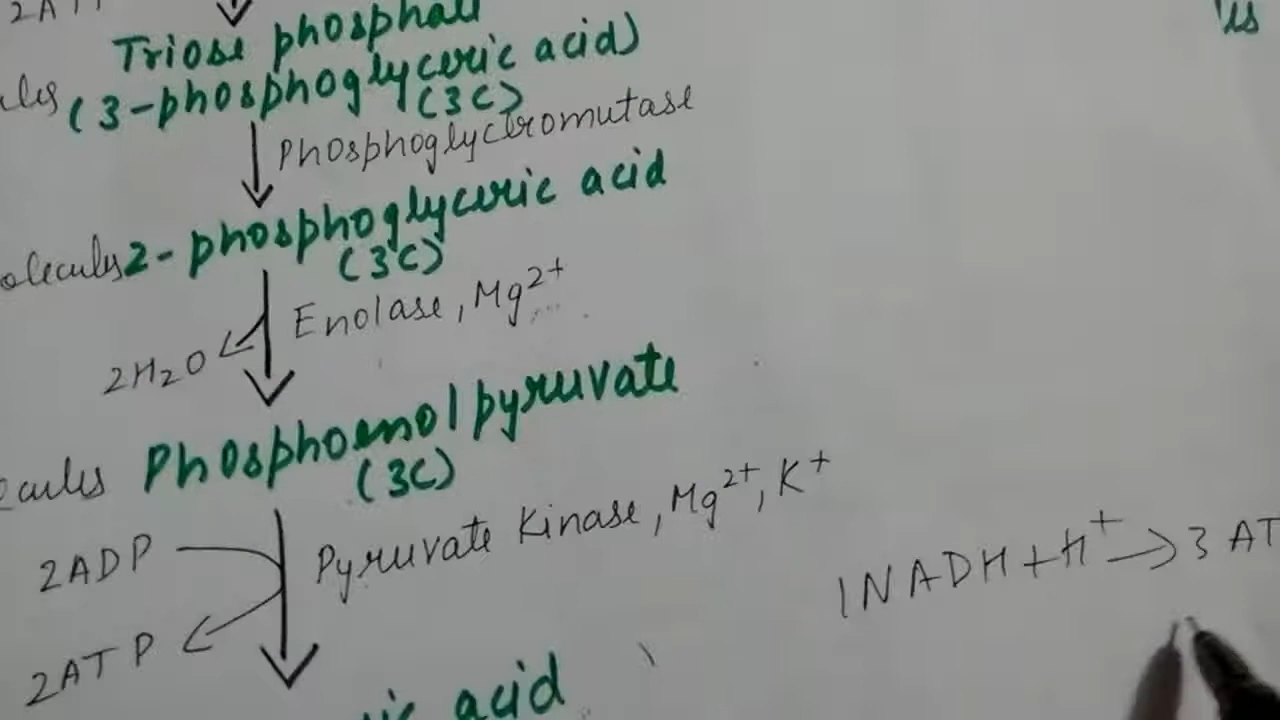 2ATP
Triose phosphate
(3-phosphoglyceric acid)
(3C)
Phosphoglyceromutase
2-phosphoglyceric acid
(3C)
Enolase, Mg2+
2H2O
Phosphoenolpyruvate
(3C)
Pyruvate Kinase, Mg2+, K+
2ADP
1NADH+H+ → 3 AT
2ATP
acid